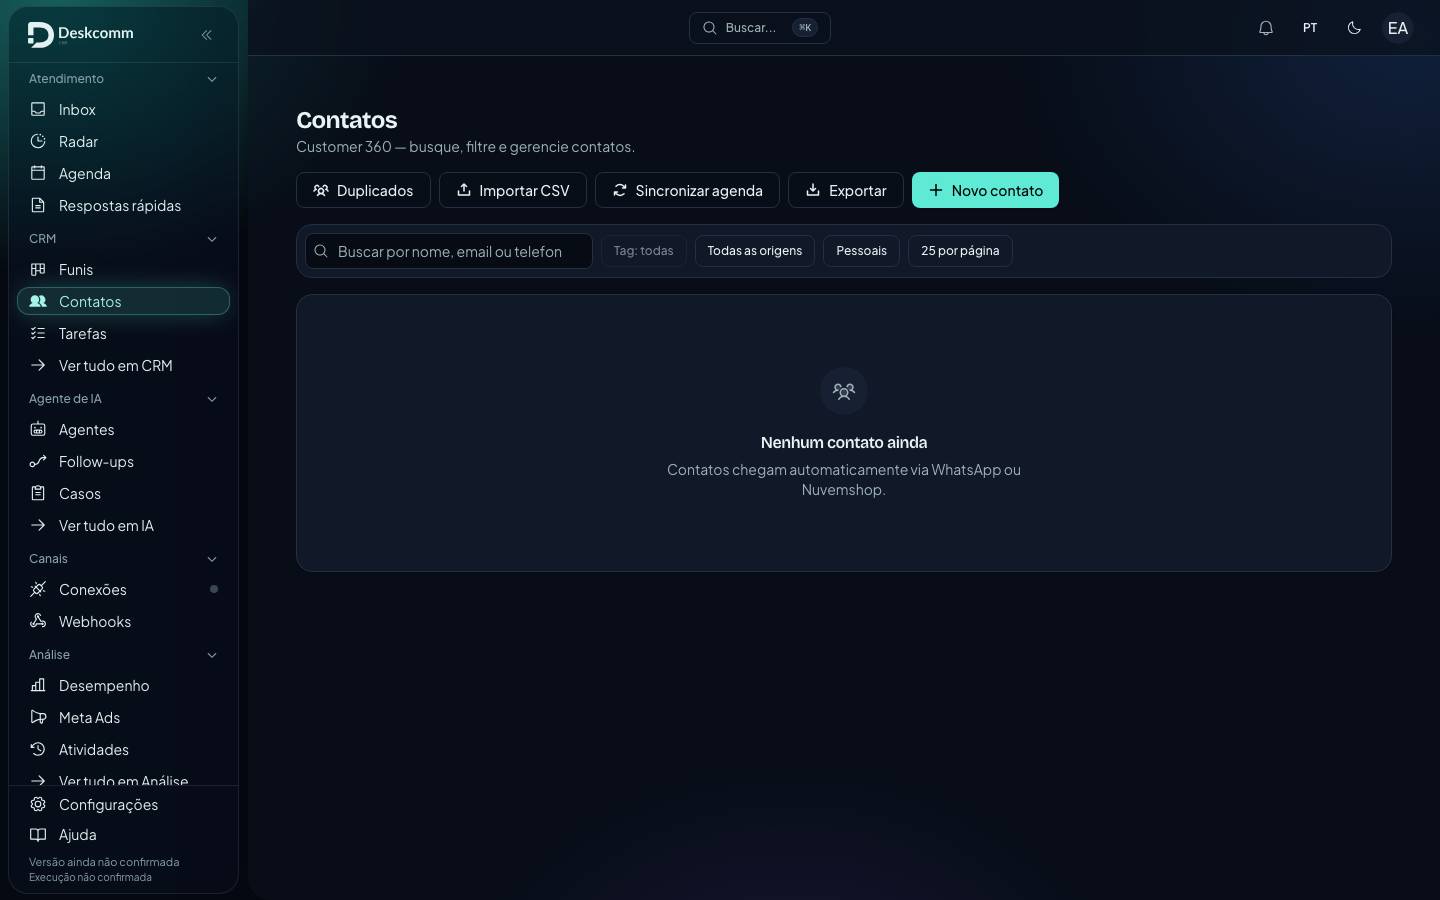 Deskcomm
Buscar...
⌘K
PT
EA
Atendimento
Inbox
Radar
Agenda
Respostas rápidas
CRM
Funis
Contatos
Tarefas
Ver tudo em CRM
Agente de IA
Agentes
Follow-ups
Casos
Ver tudo em IA
Canais
Conexões
Webhooks
Análise
Desempenho
Meta Ads
Atividades
Ver tudo em Análise
Configurações
Ajuda
Versão ainda não confirmada
Execução não confirmada
Contatos
Customer 360 — busque, filtre e gerencie contatos.
Duplicados
Importar CSV
Sincronizar agenda
Exportar
Novo contato
Buscar por nome, email ou telefon
Tag: todas
Todas as origens
Pessoais
25 por página
Nenhum contato ainda
Contatos chegam automaticamente via WhatsApp ou
Nuvemshop.